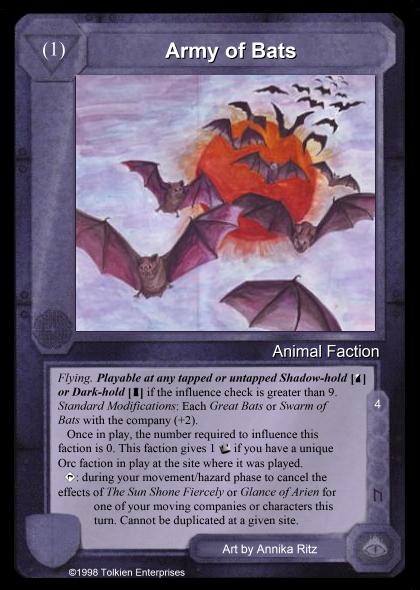 (1)
Army of Bats
Animal Faction
Flying. Playable at any tapped or untapped Shadow-hold []
or Dark-hold [] if the influence check is greater than 9.
Standard Modifications: Each Great Bats or Swarm of
Bats with the company (+2).
Once in play, the number required to influence this
faction is 0. This faction gives 1 if you have a unique
Orc faction in play at the site where it was played.
: during your movement/hazard phase to cancel the
effects of The Sun Shone Fiercely or Glance of Arien for
one of your moving companies or characters this
turn. Cannot be duplicated at a given site.
4
Art by Annika Ritz
©1998 Tolkien Enterprises